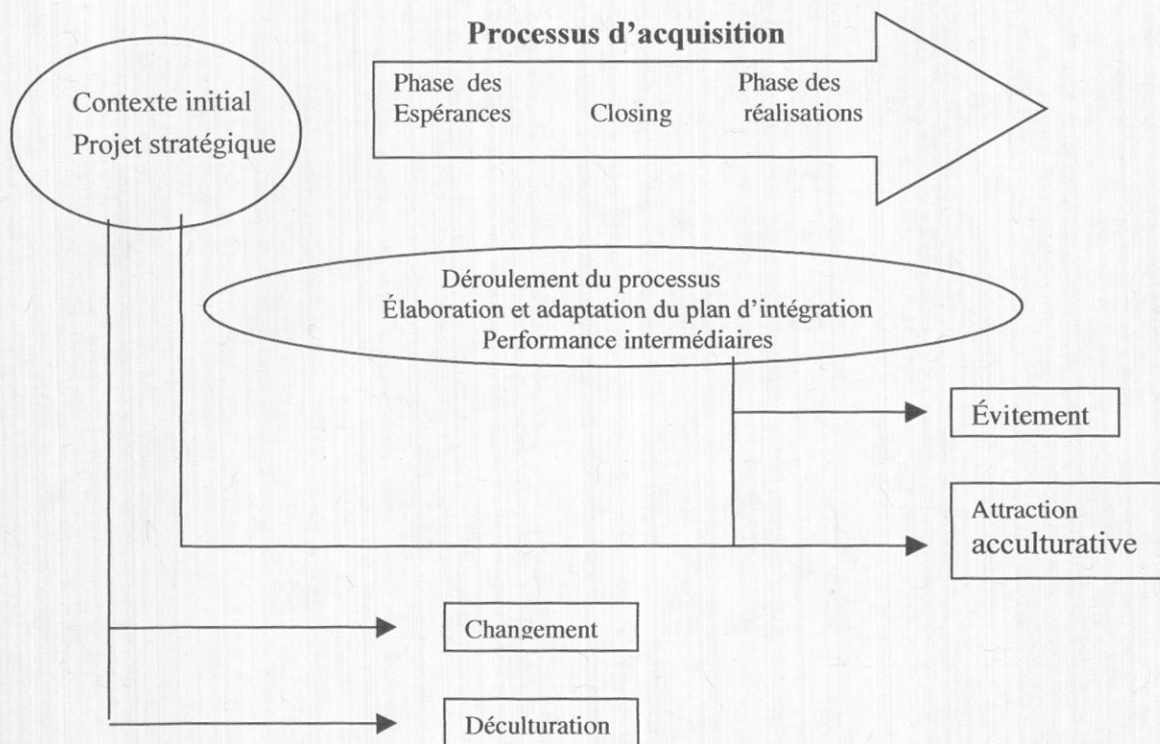 Processus d'acquisition
Contexte initial
Projet stratégique
Phase des
Espérances
Closing
Phase des
réalisations
Déroulement du processus
Élaboration et adaptation du plan d'intégration
Performance intermédiaires
Évitement
Attraction
acculturative
Changement
Déculturation